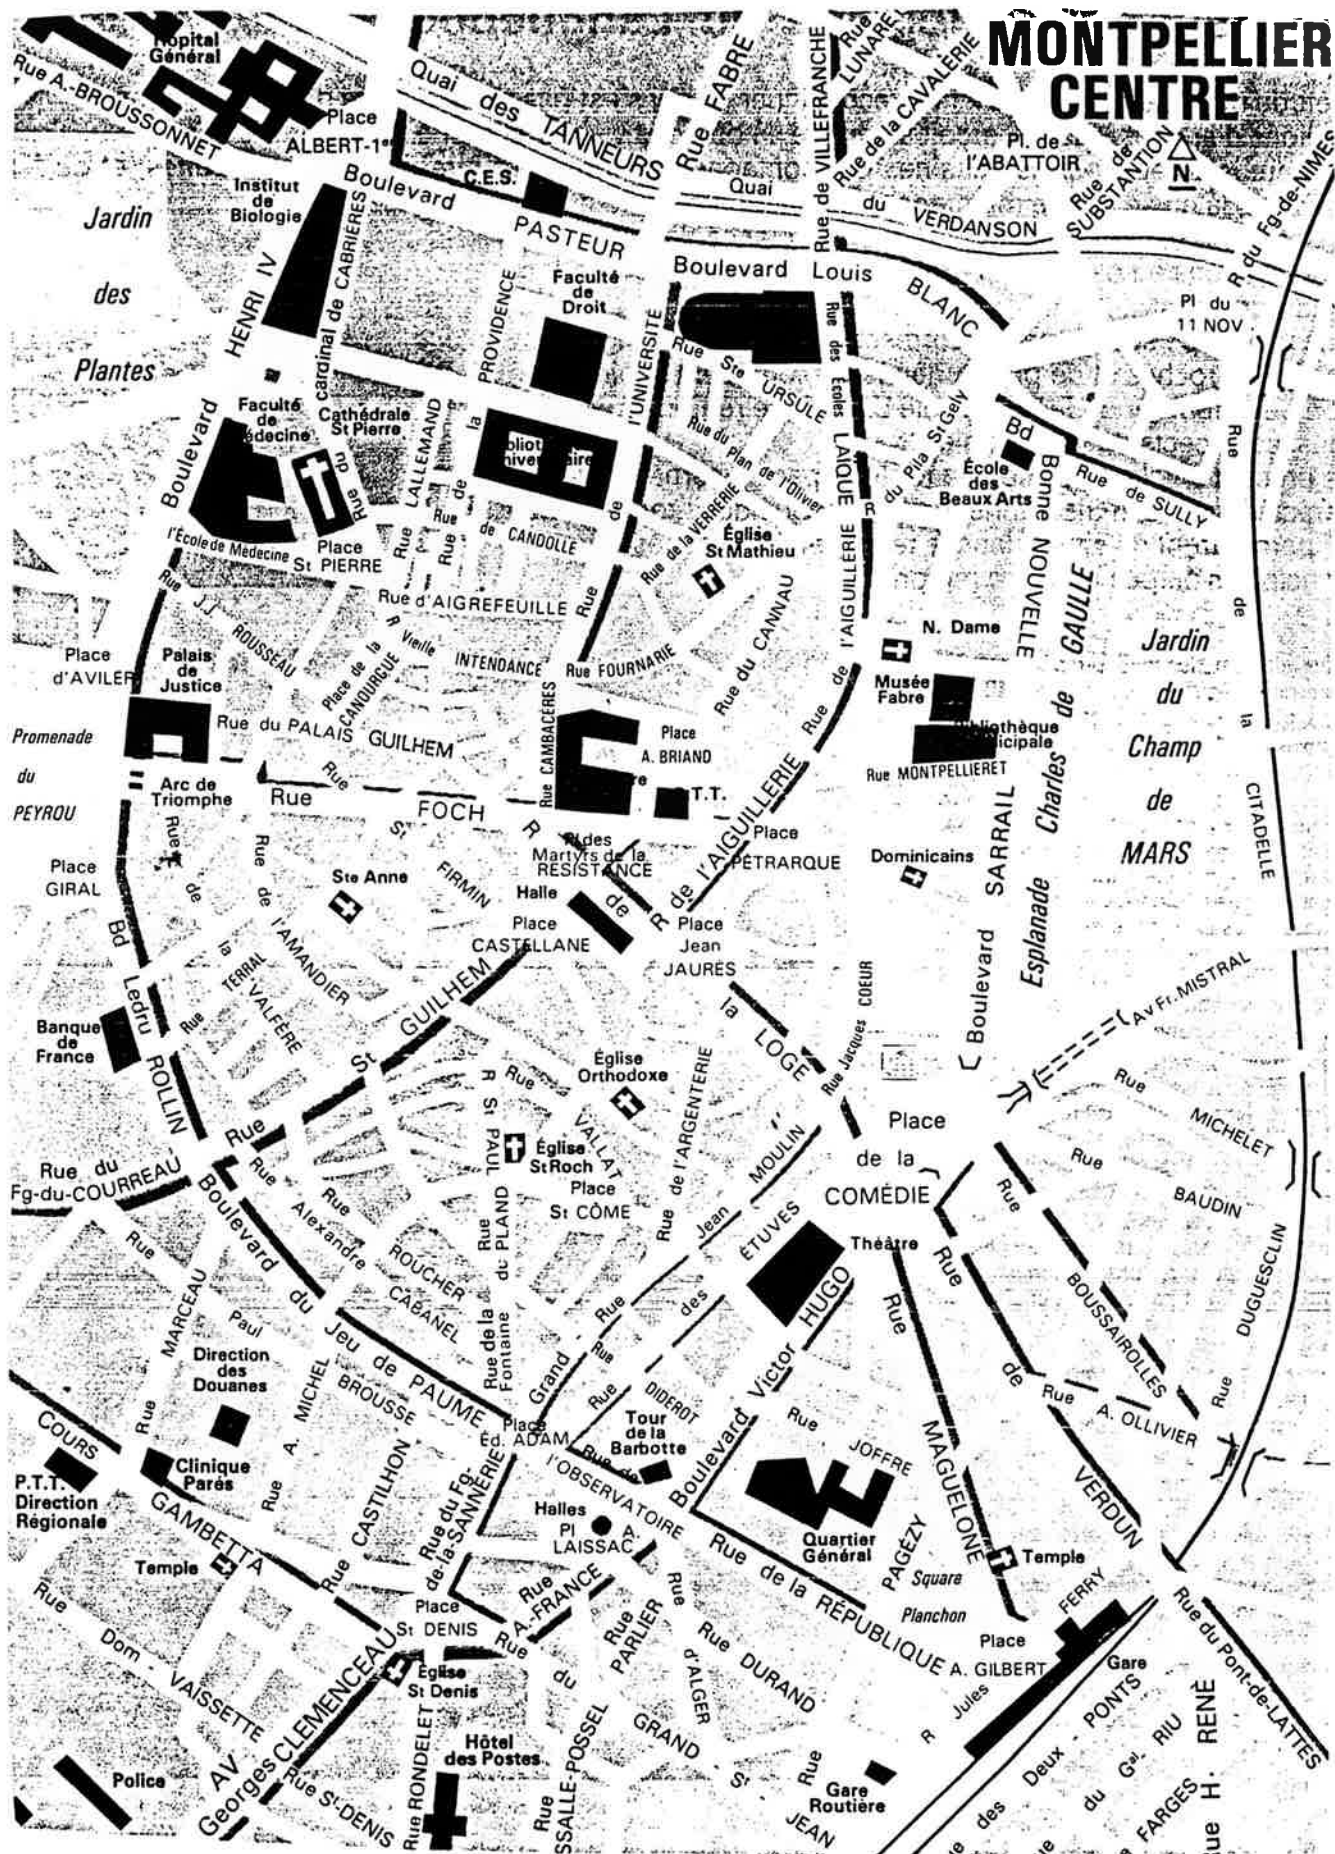 MONTPELLIER
CENTRE
N
Hôpital
Général
Rue A.-BROUSSONNET
Place
ALBERT-1er
Quai des TANNEURS
Rue FABRE
Rue de VILLEFRANCHE
Rue
LUNARET
Rue de la CAVALERIE
Pl. de
l'ABATTOIR
Rue de
SUBSTANTION
R du Fg-de-NIMES
Quai
du VERDANSON
C.E.S.
Boulevard
PASTEUR
Institut
de
Biologie
Jardin
des
Plantes
Boulevard
HENRI IV
Rue du
cardinal de CABRIÈRES
Boulevard Louis
BLANC
Pl du
11 NOV.
Faculté
de
Droit
Rue de la
PROVIDENCE
Rue de
l'UNIVERSITÉ
Rue Ste URSULE
Rue des Écoles LAÏQUE
Rue du Plan de l'Olivier
R du Pila St Gely
Bd
Bonne NOUVELLE
École
des
Beaux Arts
Rue de SULLY
Faculté
de
Cathédrale
St Pierre
Rue LALLEMAND
Rue
de CANDOLLE
l'École de Médecine
Place
St PIERRE
Rue de la VERRERIE
Église
St Mathieu
Rue d'AIGREFEUILLE
Rue J.J
ROUSSEAU
Place de la
CANOURGUE
R Vieille
INTENDANCE
Rue FOURNARIE
Rue du CANNAU
Rue de
l'AIGUILLERIE
N. Dame
Musée
Fabre
Rue MONTPELLIERET
Esplanade Charles de GAULLE
Jardin
du
Champ
de
MARS
Rue
de
la
CITADELLE
Place
d'AVILER
Palais
de
Justice
Rue du PALAIS GUILHEM
Rue
Promenade
du
PEYROU
Arc de
Triomphe
Rue
FOCH
Rue CAMBACÉRÈS
Place
A. BRIAND
Place
PÉTRARQUE
Place
GIRAL
Rue
de
la
VALFÈRE
Rue
de
l'AMANDIER
Ste Anne
St
FIRMIN
Pl des
Martyrs de la
RÉSISTANCE
Halle
Place
CASTELLANE
R
de
la
LOGE
R de l'AIGUILLERIE
Place
Jean
JAURÈS
Dominicains
Boulevard SARRAIL
Av Fr. MISTRAL
Bd
Ledru
ROLLIN
Banque
de
France
Rue
TERRAL
Rue
St
GUILHEM
Église
Orthodoxe
Rue
VALLAT
R
St
PAUL
Église
St Roch
Place
St CÔME
Rue de l'ARGENTERIE
Rue Jacques COEUR
Place
de la
COMÉDIE
Rue
MICHELET
Rue
BAUDIN
Rue
BOUSSAIROLLES
Rue
DUGUESCLIN
Rue du
Fg-du-COURREAU
Rue
Alexandre
CABANEL
Rue
ROUCHER
Rue
du PLAND
Rue de la
Fontaine
Grand
Rue
Jean
MOULIN
Rue
des
ÉTUVES
Théâtre
Boulevard
Victor
HUGO
Rue
MAGUELONE
Rue
de
VERDUN
Rue
A. OLLIVIER
Boulevard
du
Jeu de PAUME
Rue
Paul
BROUSSE
Rue
MARCEAU
Direction
des
Douanes
Rue
A. MICHEL
Rue
CASTILHON
Place
Ed. ADAM
Rue
DIDEROT
Tour
de la
Barbotte
Rue de
l'OBSERVATOIRE
Rue
JOFFRE
COURS
GAMBETTA
P.T.T.
Direction
Régionale
Clinique
Parés
Temple
Rue du Fg-
de-la-SANNERIE
Halles
Pl A.
LAISSAC
Quartier
Général
PAGÉZY
Square
Planchon
Temple
Rue de la RÉPUBLIQUE
Rue
Dom-VAISSETTE
Place
St DENIS
Rue
A.-FRANCE
Rue
PARLIER
Rue
d'ALGER
Rue DURAND
Place
A. GILBERT
R Jules FERRY
Gare
Rue du Pont-de-LATTES
AV
Georges CLEMENCEAU
Église
St Denis
Rue RONDELET
Hôtel
des Postes
Rue
du
GRAND
St
JEAN
Rue
Gare
Routière
Deux-PONTS
du Gal RIU
FARGES
H. RENÉ
Police
Rue St-DENIS